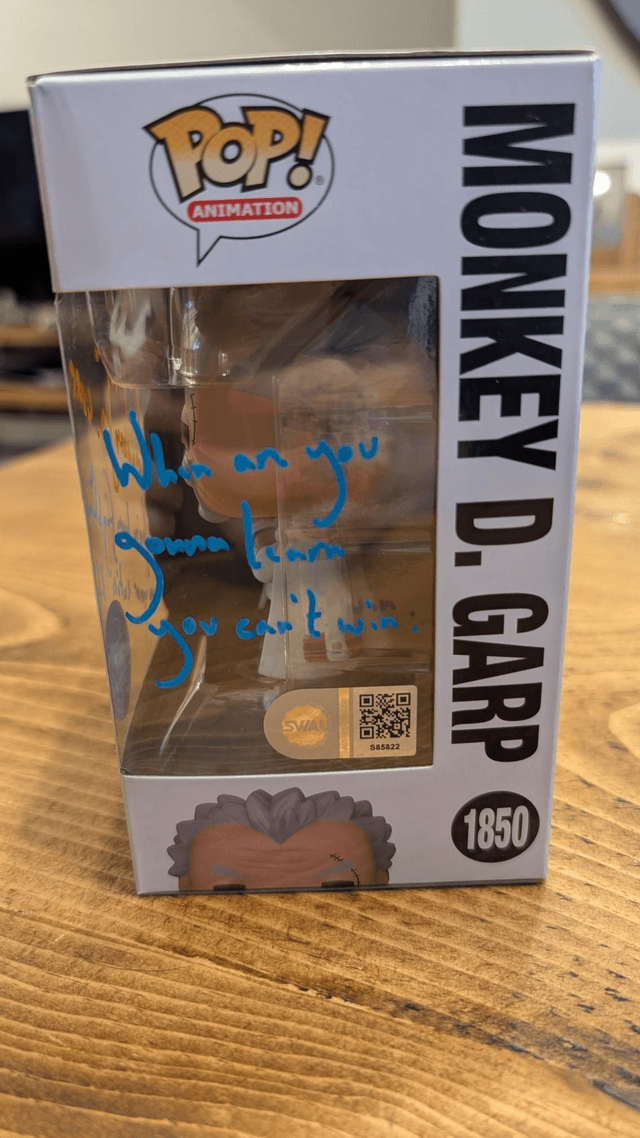 POP!
ANIMATION
MONKEY D. GARP
1850
When are you
gonna learn
you can't win.
SWAU
S85822